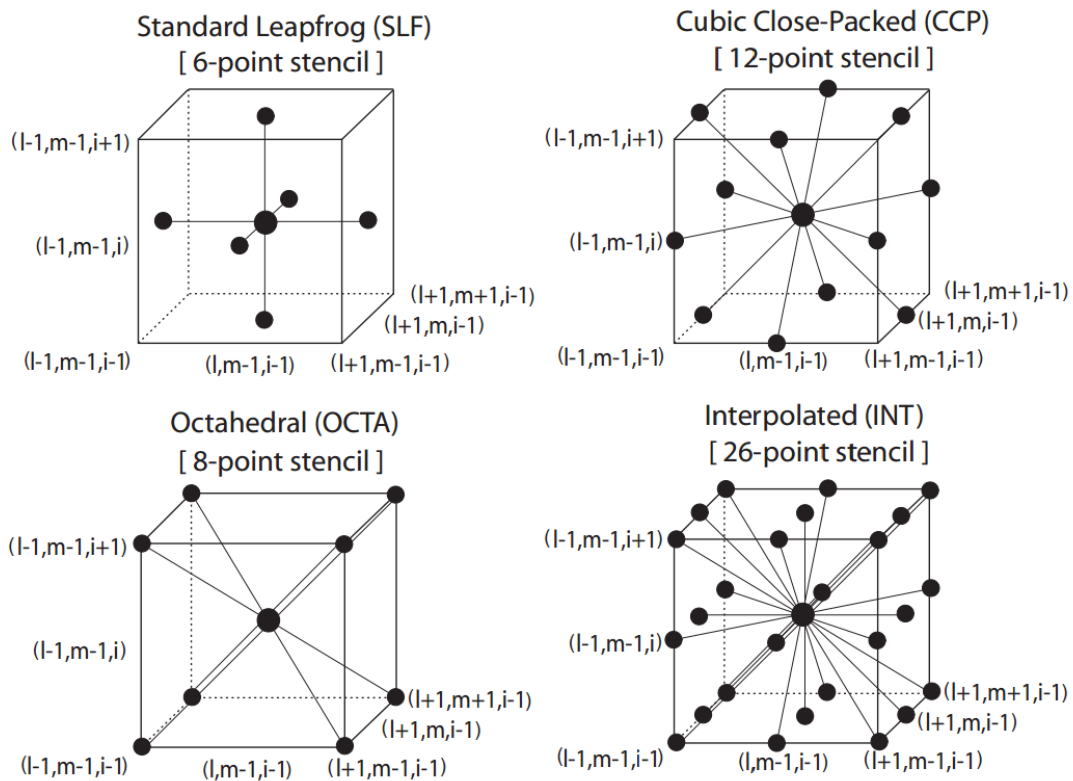 Standard Leapfrog (SLF)
[ 6-point stencil ]
(l-1,m-1,i+1)
(l-1,m-1,i)
(l+1,m+1,i-1)
(l+1,m,i-1)
(l-1,m-1,i-1)
(l,m-1,i-1)
(l+1,m-1,i-1)
Cubic Close-Packed (CCP)
[ 12-point stencil ]
(l-1,m-1,i+1)
(l-1,m-1,i)
(l+1,m+1,i-1)
(l+1,m,i-1)
(l-1,m-1,i-1)
(l,m-1,i-1)
(l+1,m-1,i-1)
Octahedral (OCTA)
[ 8-point stencil ]
(l-1,m-1,i+1)
(l-1,m-1,i)
(l+1,m+1,i-1)
(l+1,m,i-1)
(l-1,m-1,i-1)
(l,m-1,i-1)
(l+1,m-1,i-1)
Interpolated (INT)
[ 26-point stencil ]
(l-1,m-1,i+1)
(l-1,m-1,i)
(l+1,m+1,i-1)
(l+1,m,i-1)
(l-1,m-1,i-1)
(l,m-1,i-1)
(l+1,m-1,i-1)